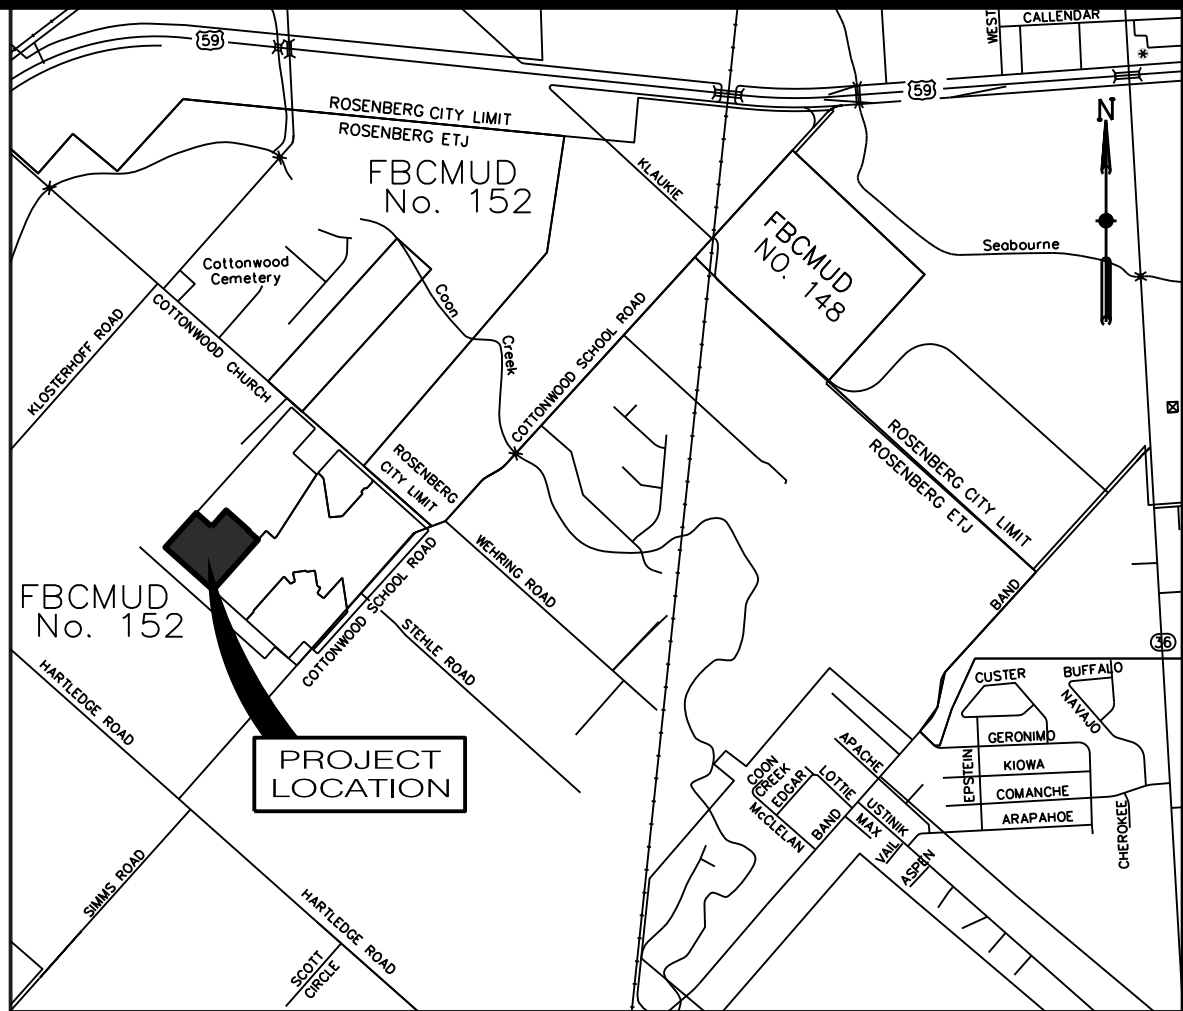 WEST
CALLENDAR
59
59
ROSENBERG CITY LIMIT
ROSENBERG ETJ
N
FBCMUD
No. 152
KLAUKIE
FBCMUD
NO. 148
Seabourne
Cottonwood
Cemetery
Coon
Creek
KLOSTERHOFF ROAD
COTTONWOOD CHURCH
COTTONWOOD SCHOOL ROAD
ROSENBERG
CITY LIMIT
ROSENBERG CITY LIMIT
ROSENBERG ETJ
WEHRING ROAD
BAND
COTTONWOOD SCHOOL ROAD
FBCMUD
No. 152
STEHLE ROAD
36
HARTLEDGE ROAD
CUSTER
BUFFALO
NAVAJO
GERONIMO
KIOWA
EPSTEIN
COMANCHE
ARAPAHOE
CHEROKEE
PROJECT
LOCATION
APACHE
COON
CREEK
EDGAR
LOTTIE
McCLELAN
BAND
USTINIK
MAX
VAIL
ASPEN
SIMMS ROAD
HARTLEDGE ROAD
SCOTT
CIRCLE